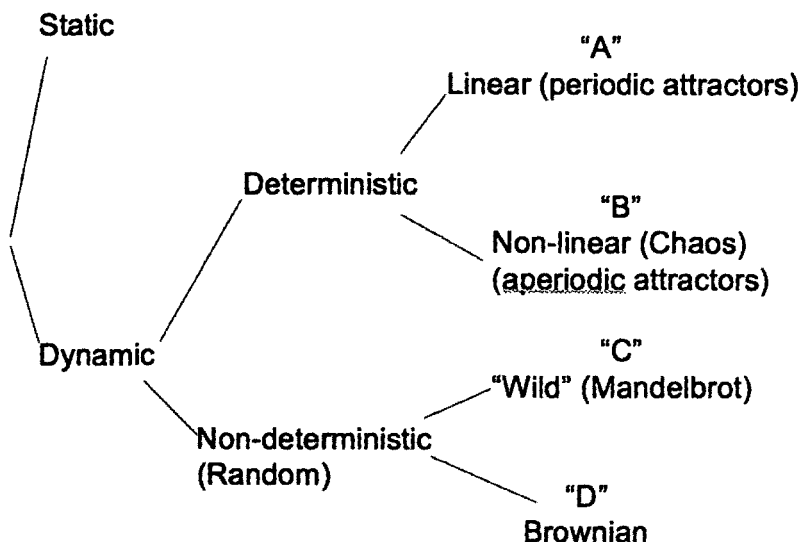 Static
“A”
Linear (periodic attractors)
Deterministic
“B”
Non-linear (Chaos)
(aperiodic attractors)
Dynamic
“C”
“Wild” (Mandelbrot)
Non-deterministic
(Random)
“D”
Brownian